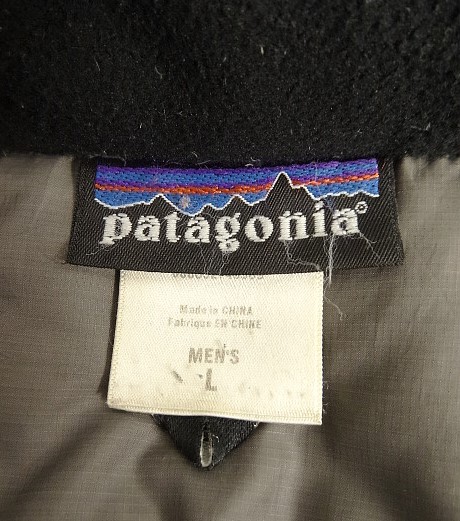 patagonia®
Made in CHINA
Fabriqué EN CHINE
MEN'S
L